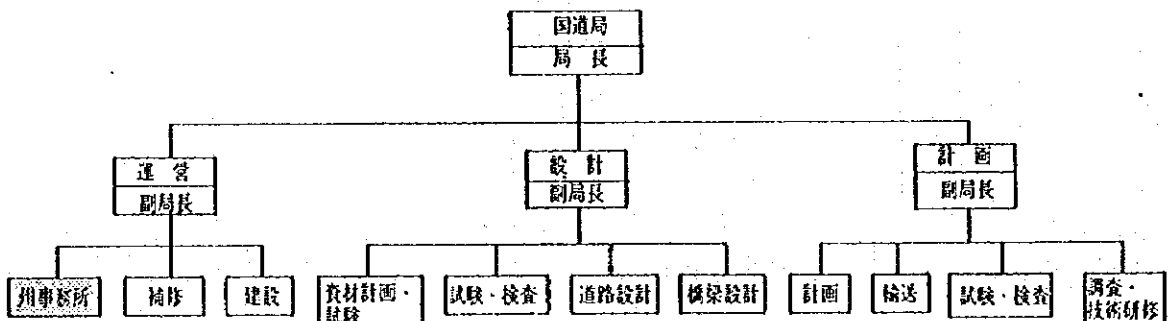 国道局
局 長
運 営
副局長
設 計
副局長
計 画
副局長
州事務所
補修
建設
資材計画・
試験
試験・検査
道路設計
橋梁設計
計画
輸送
試験・検査
調査・
技術研修